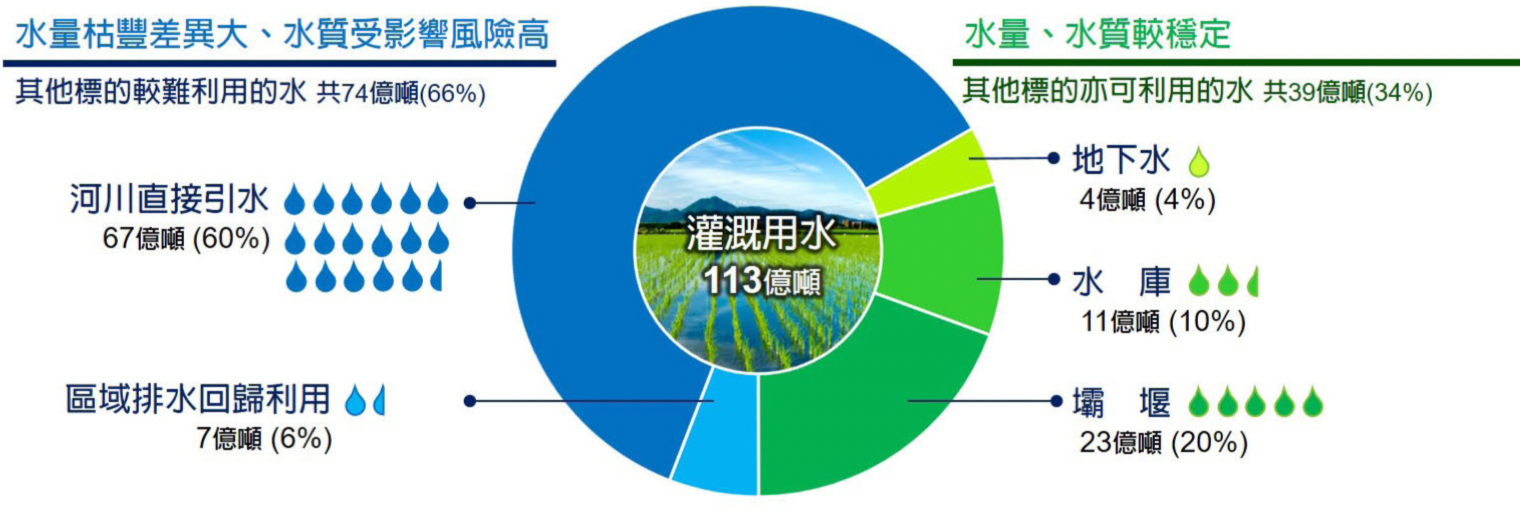 水量枯豐差異大、水質受影響風險高
其他標的較難利用的水 共74億噸(66%)
河川直接引水
67億噸 (60%)
區域排水回歸利用
7億噸 (6%)
灌溉用水
113億噸
水量、水質較穩定
其他標的亦可利用的水 共39億噸(34%)
地下水
4億噸 (4%)
水 庫
11億噸 (10%)
壩 堰
23億噸 (20%)